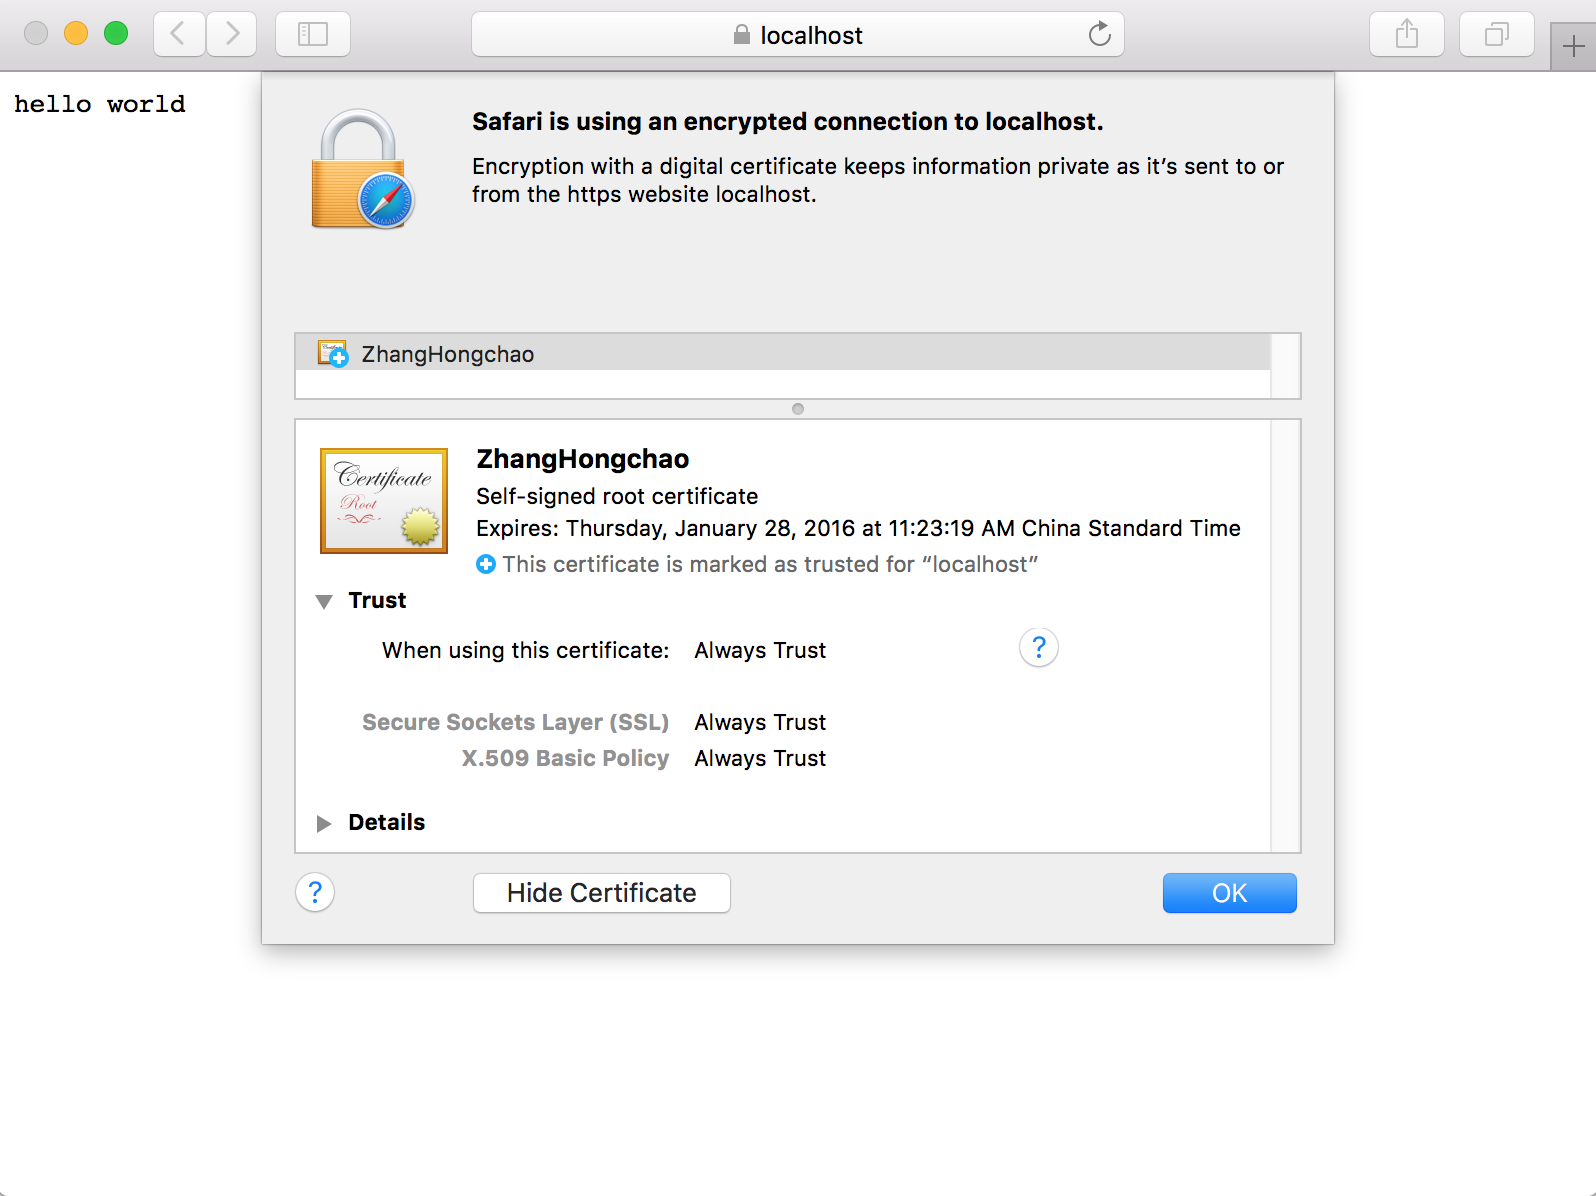 localhost
hello world
Safari is using an encrypted connection to localhost.
Encryption with a digital certificate keeps information private as it’s sent to or
from the https website localhost.
ZhangHongchao
Certificate
Root
ZhangHongchao
Self-signed root certificate
Expires: Thursday, January 28, 2016 at 11:23:19 AM China Standard Time
This certificate is marked as trusted for “localhost”
Trust
When using this certificate: Always Trust
?
Secure Sockets Layer (SSL) Always Trust
X.509 Basic Policy Always Trust
Details
? Hide Certificate OK